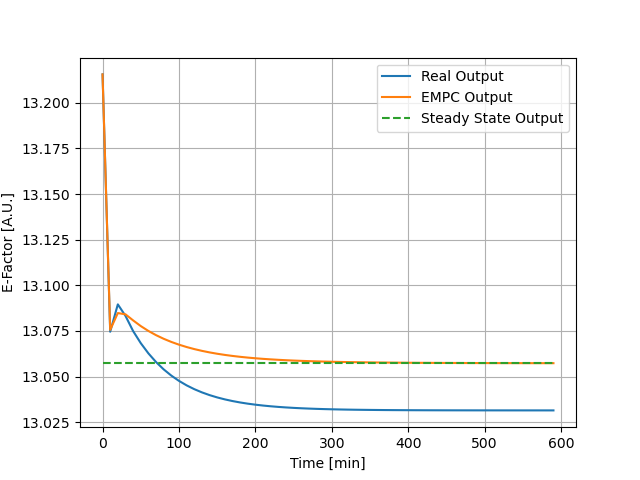 Real Output
EMPC Output
Steady State Output
E-Factor [A.U.]
13.200
13.175
13.150
13.125
13.100
13.075
13.050
13.025
0 100 200 300 400 500 600
Time [min]